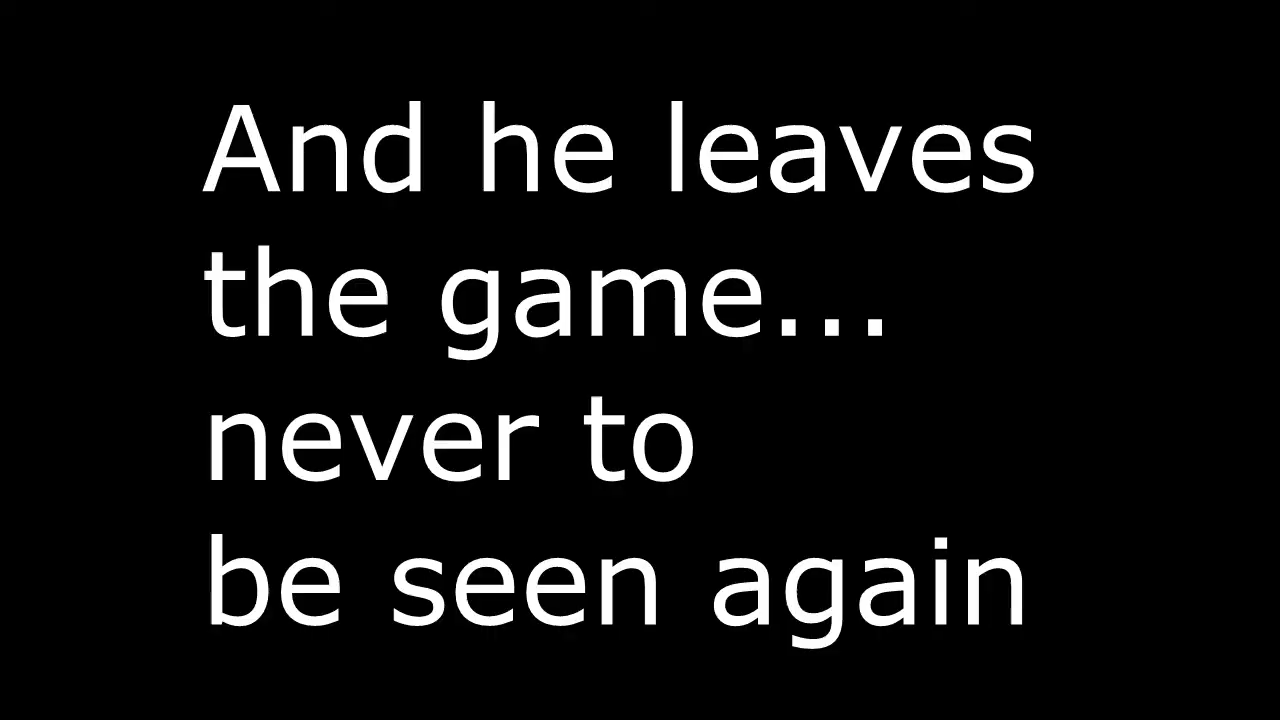 And he leaves
the game...
never to
be seen again